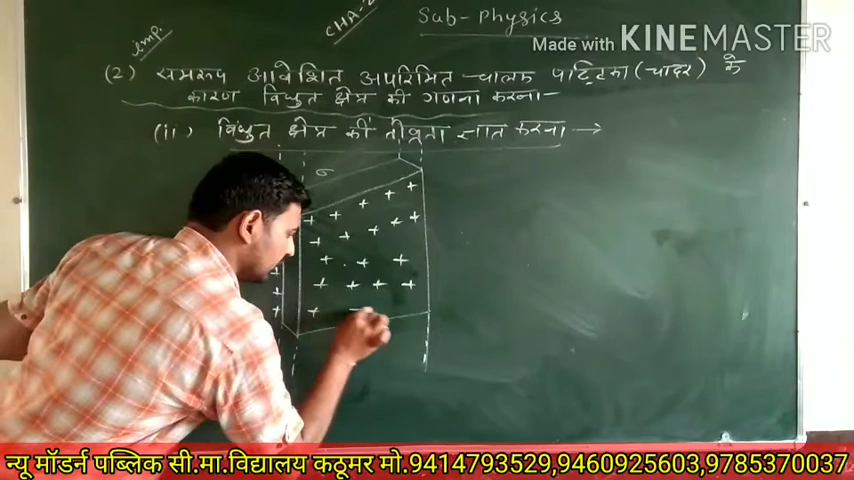 Sub-Physics
CHA-2
Made with KINEMASTER
imp.
(2) समरूप आवेशित अपरिमित चालक पट्टिका (चादर) के
कारण विधुत क्षेत्र की गणना करना-
(ii) विधुत क्षेत्र की तीव्रता ज्ञात करना →
σ
न्यू मॉडर्न पब्लिक सी.मा.विद्यालय कठूमर मो.9414793529,9460925603,9785370037